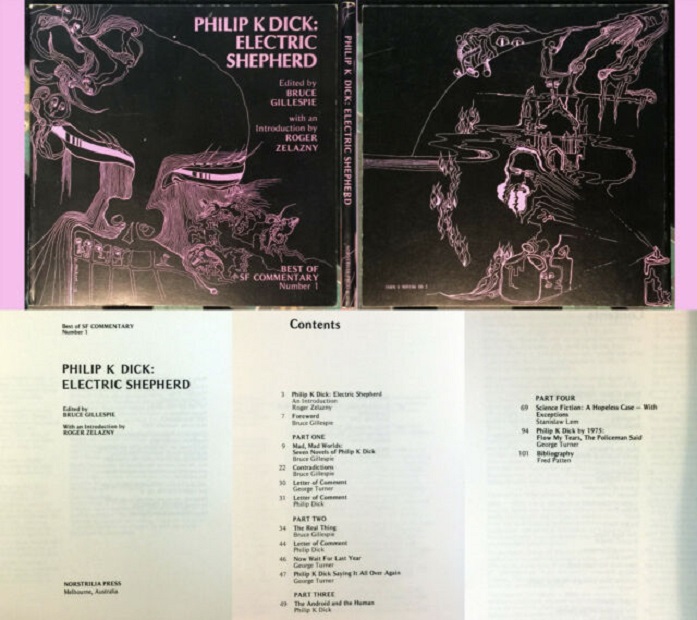 PHILIP K DICK:
ELECTRIC
SHEPHERD
Edited by
BRUCE
GILLESPIE
with an
Introduction by
ROGER
ZELAZNY
BEST OF
SF COMMENTARY
Number 1
PHILIP K DICK: ELECTRIC SHEPHERD
Best of SF COMMENTARY
Number 1
PHILIP K DICK:
ELECTRIC SHEPHERD
Edited by
BRUCE GILLESPIE
With an Introduction by
ROGER ZELAZNY
NORSTRILIA PRESS
Melbourne, Australia
Contents
3 Philip K Dick: Electric Shepherd
An Introduction
Roger Zelazny
7 Foreword
Bruce Gillespie
PART ONE
9 Mad, Mad Worlds:
Seven Novels of Philip K Dick
Bruce Gillespie
22 Contradictions
Bruce Gillespie
30 Letter of Comment
George Turner
31 Letter of Comment
Philip Dick
PART TWO
34 The Real Thing
Bruce Gillespie
44 Letter of Comment
Philip Dick
46 Now Wait For Last Year
George Turner
47 Philip K Dick Saying It All Over Again
George Turner
PART THREE
49 The Android and the Human
Philip K Dick
PART FOUR
69 Science Fiction: A Hopeless Case – With
Exceptions
Stanislaw Lem
94 Philip K Dick by 1975:
Flow My Tears, The Policeman Said
George Turner
101 Bibliography
Fred Patten